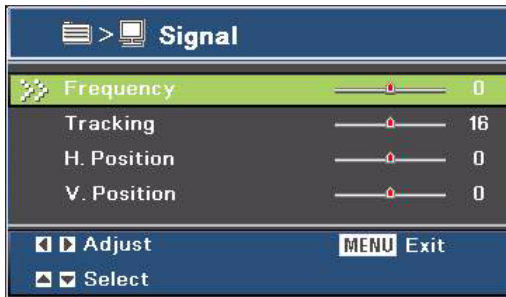 > Signal
Frequency 0
Tracking 16
H. Position 0
V. Position 0
Adjust MENU Exit
Select